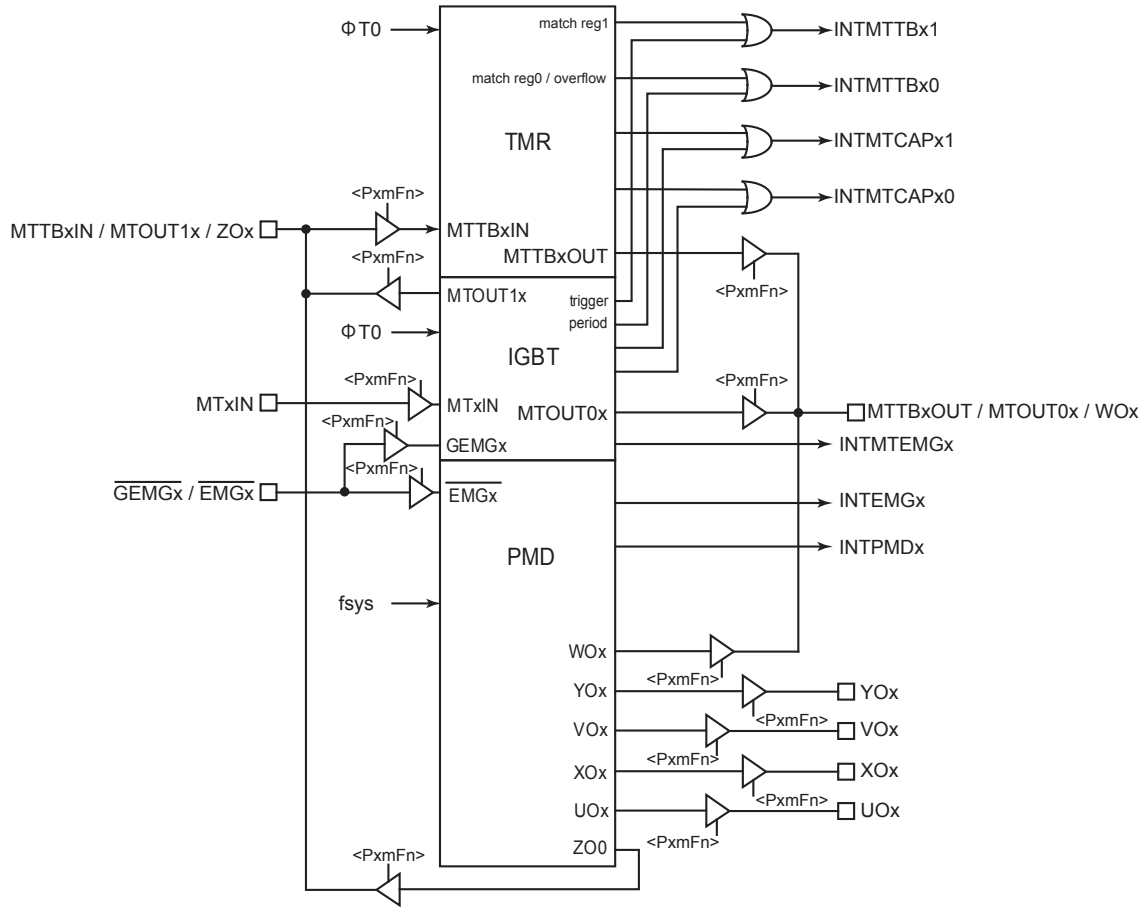 ΦT0
match reg1
INTMTTBx1
match reg0 / overflow
INTMTTBx0
TMR
INTMTCAPx1
<PxmFn>
INTMTCAPx0
MTTBxIN / MTOUT1x / ZOx
MTTBxIN
MTTBxOUT
<PxmFn>
<PxmFn>
MTOUT1x
trigger
period
ΦT0
IGBT
<PxmFn>
<PxmFn>
MTxIN
MTxIN
MTOUT0x
MTTBxOUT / MTOUT0x / WOx
<PxmFn>
GEMGx
INTMTEMGx
<PxmFn>
GEMGx / EMGx
EMGx
INTEMGx
PMD
INTPMDx
fsys
WOx
<PxmFn>
YOx
YOx
<PxmFn>
VOx
VOx
<PxmFn>
XOx
XOx
<PxmFn>
UOx
UOx
<PxmFn>
ZO0
<PxmFn>